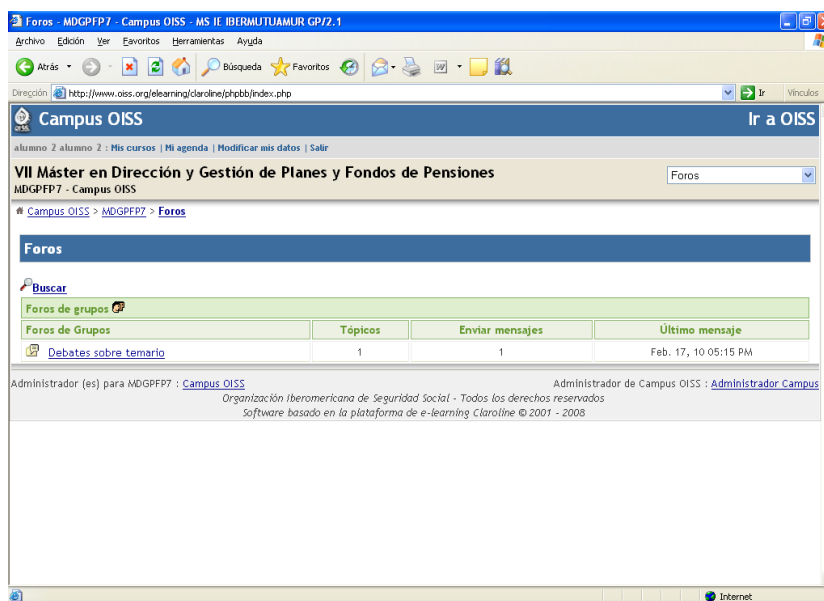 Foros - MDGPFP7 - Campus OISS - MS IE IBERMUTUAMUR GP/2.1
Archivo Edición Ver Favoritos Herramientas Ayuda
Atrás Búsqueda Favoritos
Dirección http://www.oiss.org/elearning/claroline/phpbb/index.php Ir Vínculos
OISS Campus OISS Ir a OISS
alumno 2 alumno 2 : Mis cursos | Mi agenda | Modificar mis datos | Salir
VII Máster en Dirección y Gestión de Planes y Fondos de Pensiones Foros
MDGPFP7 - Campus OISS
Campus OISS > MDGPFP7 > Foros
Foros
Buscar
Foros de grupos
Foros de Grupos Tópicos Enviar mensajes Último mensaje
Debates sobre temario 1 1 Feb. 17, 10 05:15 PM
Administrador (es) para MDGPFP7 : Campus OISS Administrador de Campus OISS : Administrador Campus
Organización Iberomericana de Seguridad Social - Todos los derechos reservados
Software basado en la plataforma de e-learning Claroline © 2001 - 2008
Internet